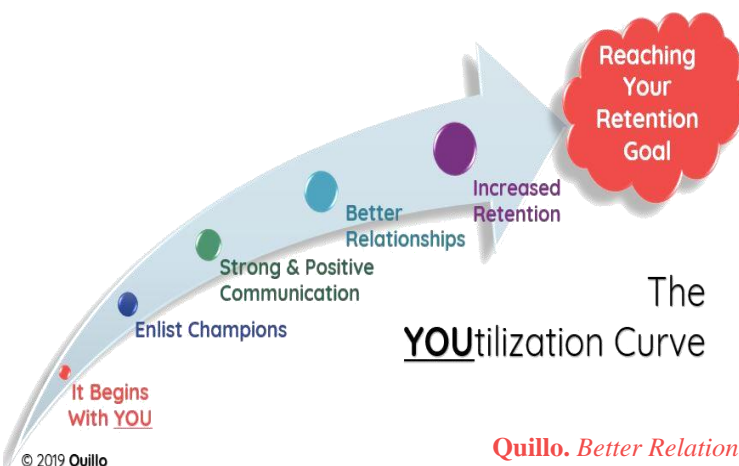 Reaching
Your
Retention
Goal
Increased
Retention
Better
Relationships
Strong & Positive
Communication
Enlist Champions
It Begins
With YOU
The
YOUtilization Curve
© 2019 Quillo
Quillo. Better Relation